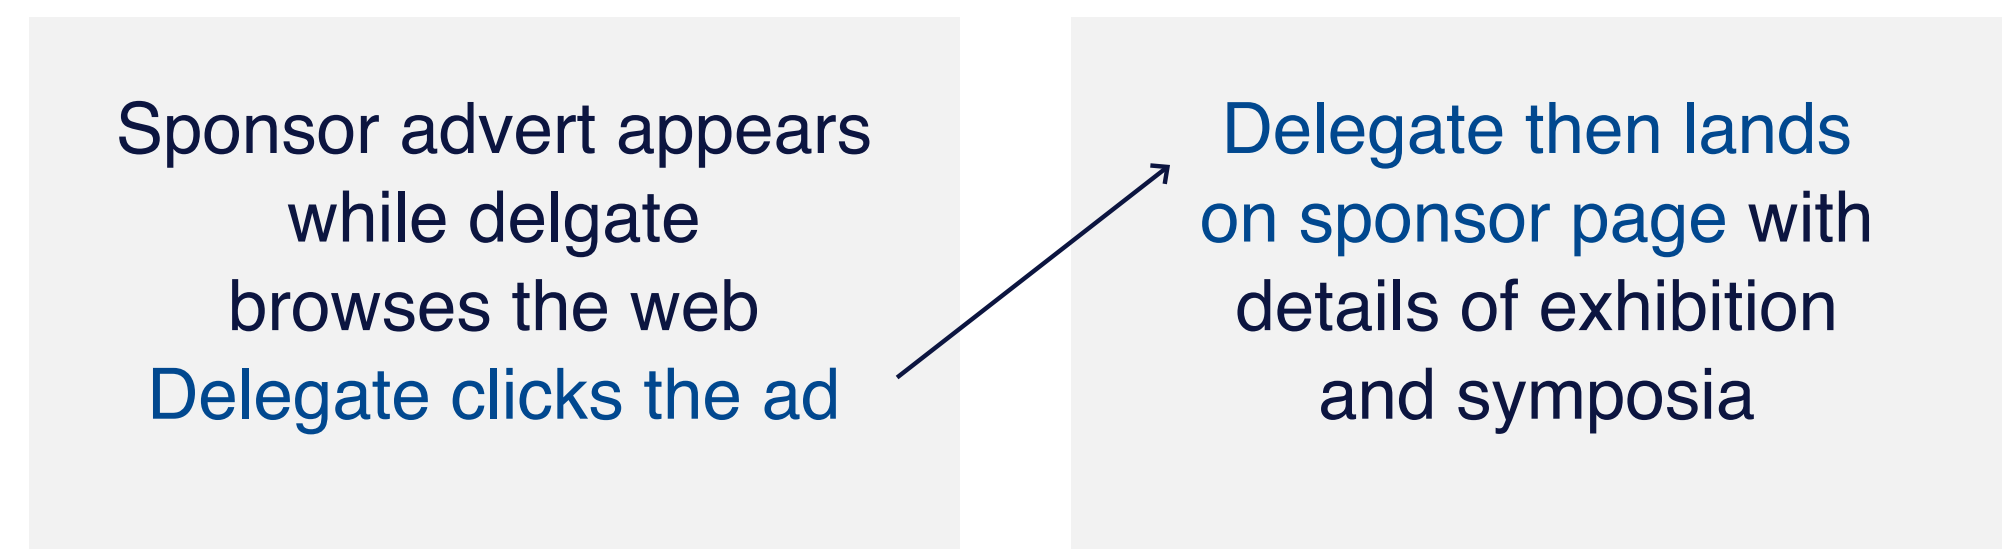 Sponsor advert appears
while delgate
browses the web
Delegate clicks the ad
Delegate then lands
on sponsor page with
details of exhibition
and symposia